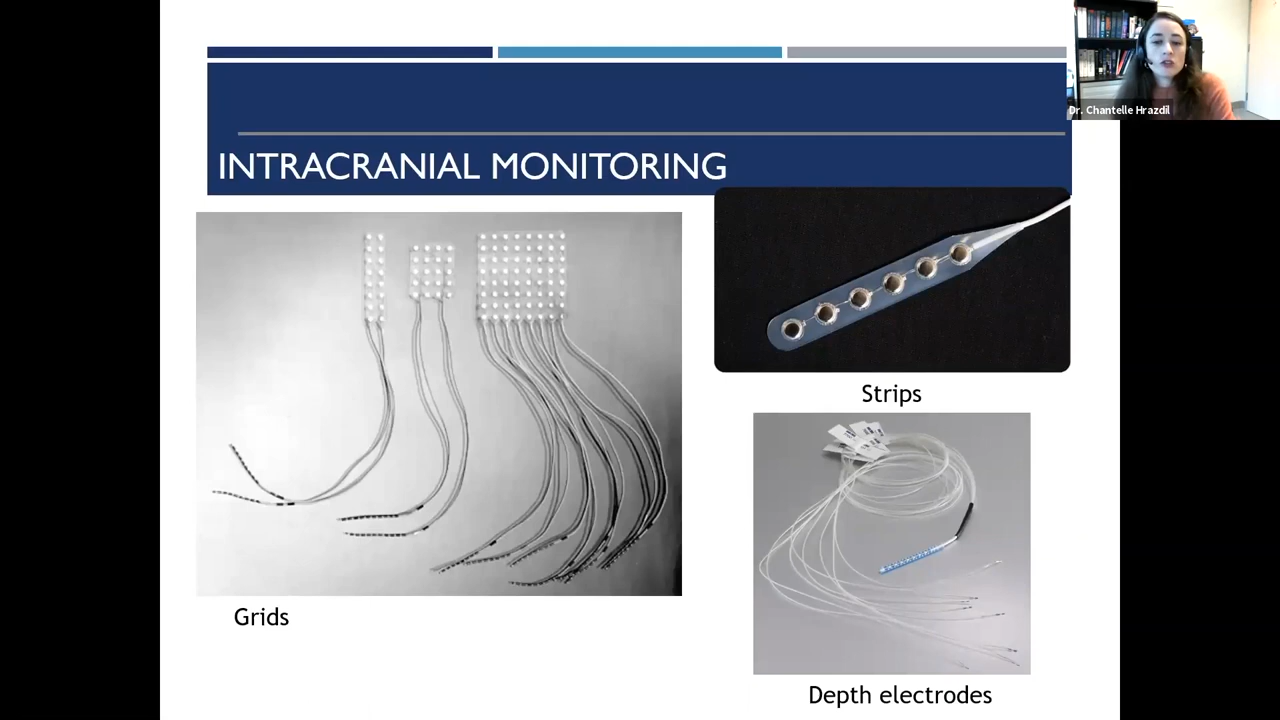 Dr. Chantelle Hrazdil
INTRACRANIAL MONITORING
Strips
Grids
Depth electrodes